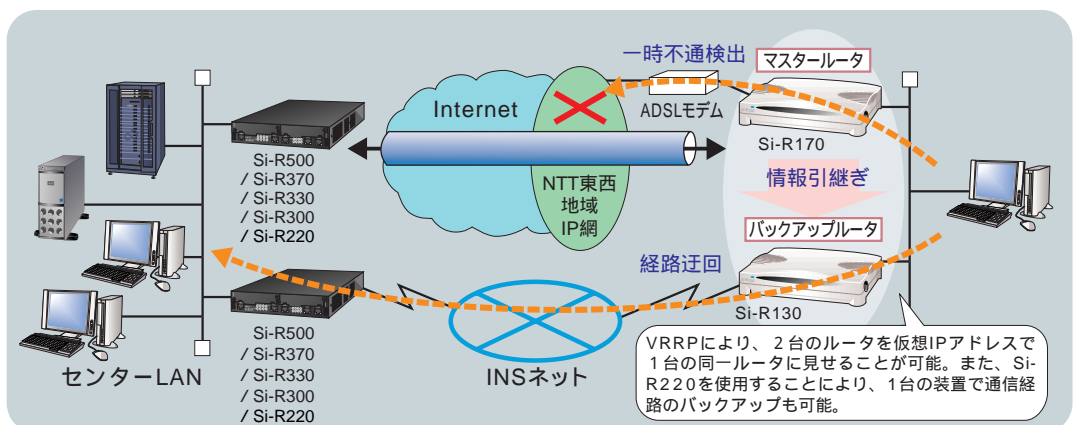 一時不通検出
マスタールータ
Internet
ADSLモデム
Si-R500
/ Si-R370
/ Si-R330
/ Si-R300
/ Si-R220
Si-R170
NTT東西
地域
IP網
情報引継ぎ
バックアップルータ
経路迂回
Si-R130
Si-R500
/ Si-R370
/ Si-R330
/ Si-R300
/ Si-R220
センターLAN
INSネット
VRRPにより、2台のルータを仮想IPアドレスで
1台の同一ルータに見せることが可能。また、Si-
R220を使用することにより、1台の装置で通信経
路のバックアップも可能。